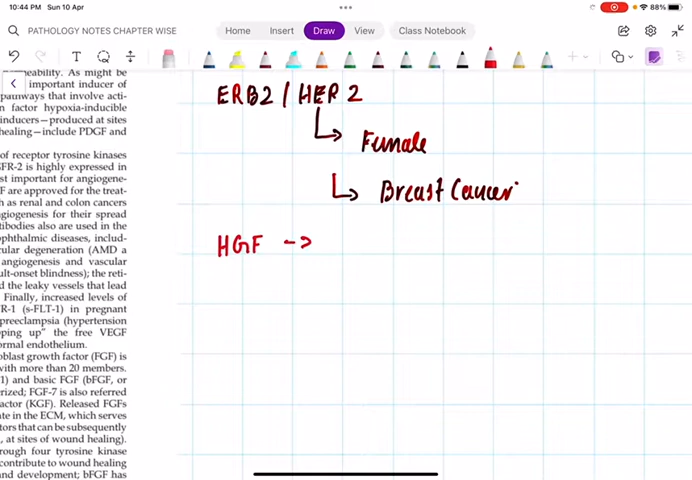 10:44 PM Sun 10 Apr
88%
PATHOLOGY NOTES CHAPTER WISE
Home Insert Draw View Class Notebook
meability. As might be
important inducer of
pathways that involve acti-
n factor hypoxia-inducible
inducers—produced at sites
healing—include PDGF and
of receptor tyrosine kinases
GFR-2 is highly expressed in
st important for angiogene-
F are approved for the treat-
h as renal and colon cancers
ngiogenesis for their spread
tibodies also are used in the
phthalmic diseases, includ-
ular degeneration (AMD a
angiogenesis and vascular
ult-onset blindness); the reti-
d the leaky vessels that lead
Finally, increased levels of
FR-1 (s-FLT-1) in pregnant
preeclampsia (hypertension
pping up” the free VEGF
ormal endothelium.
oblast growth factor (FGF) is
with more than 20 members.
1) and basic FGF (bFGF, or
erized; FGF-7 is also referred
actor (KGF). Released FGFs
ate in the ECM, which serves
tors that can be subsequently
, at sites of wound healing).
rough four tyrosine kinase
contribute to wound healing
and development; bFGF has
ERB2 / HER 2
Female
Breast Cancer
HGF -->